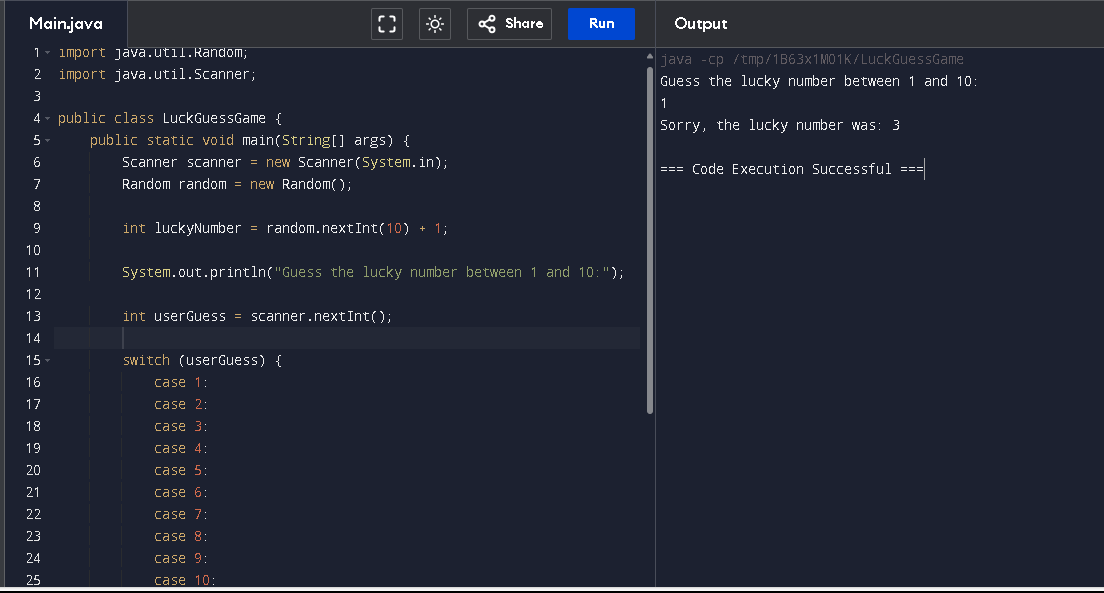 Main.java
Share
Run
Output
1 import java.util.Random;
2 import java.util.Scanner;
3
4 public class LuckGuessGame {
5     public static void main(String[] args) {
6         Scanner scanner = new Scanner(System.in);
7         Random random = new Random();
8
9         int luckyNumber = random.nextInt(10) + 1;
10
11         System.out.println("Guess the lucky number between 1 and 10:");
12
13         int userGuess = scanner.nextInt();
14
15         switch (userGuess) {
16             case 1:
17             case 2:
18             case 3:
19             case 4:
20             case 5:
21             case 6:
22             case 7:
23             case 8:
24             case 9:
25             case 10:
java -cp /tmp/1B63x1M01K/LuckGuessGame
Guess the lucky number between 1 and 10:
1
Sorry, the lucky number was: 3
=== Code Execution Successful ===